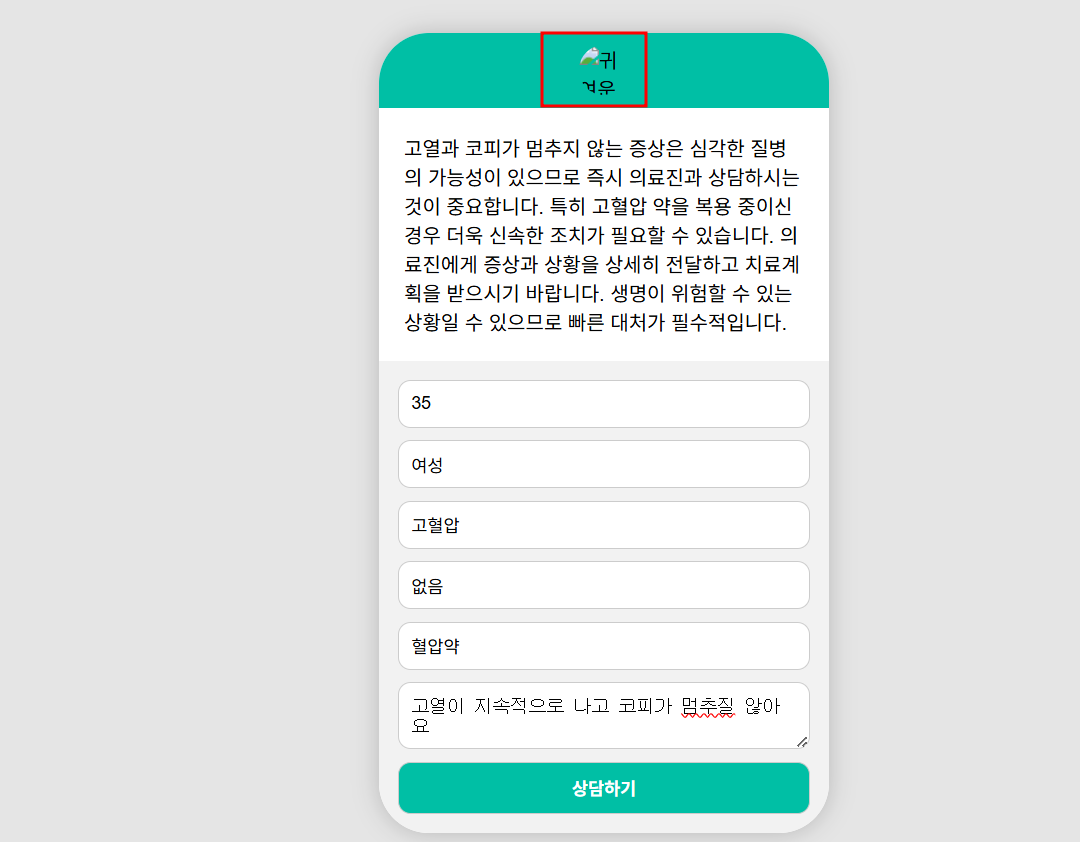 귀
고열과 코피가 멈추지 않는 증상은 심각한 질병
의 가능성이 있으므로 즉시 의료진과 상담하시는
것이 중요합니다. 특히 고혈압 약을 복용 중이신
경우 더욱 신속한 조치가 필요할 수 있습니다. 의
료진에게 증상과 상황을 상세히 전달하고 치료계
획을 받으시기 바랍니다. 생명이 위험할 수 있는
상황일 수 있으므로 빠른 대처가 필수적입니다.
35
여성
고혈압
없음
혈압약
고열이 지속적으로 나고 코피가 멈추질 않아
요
상담하기